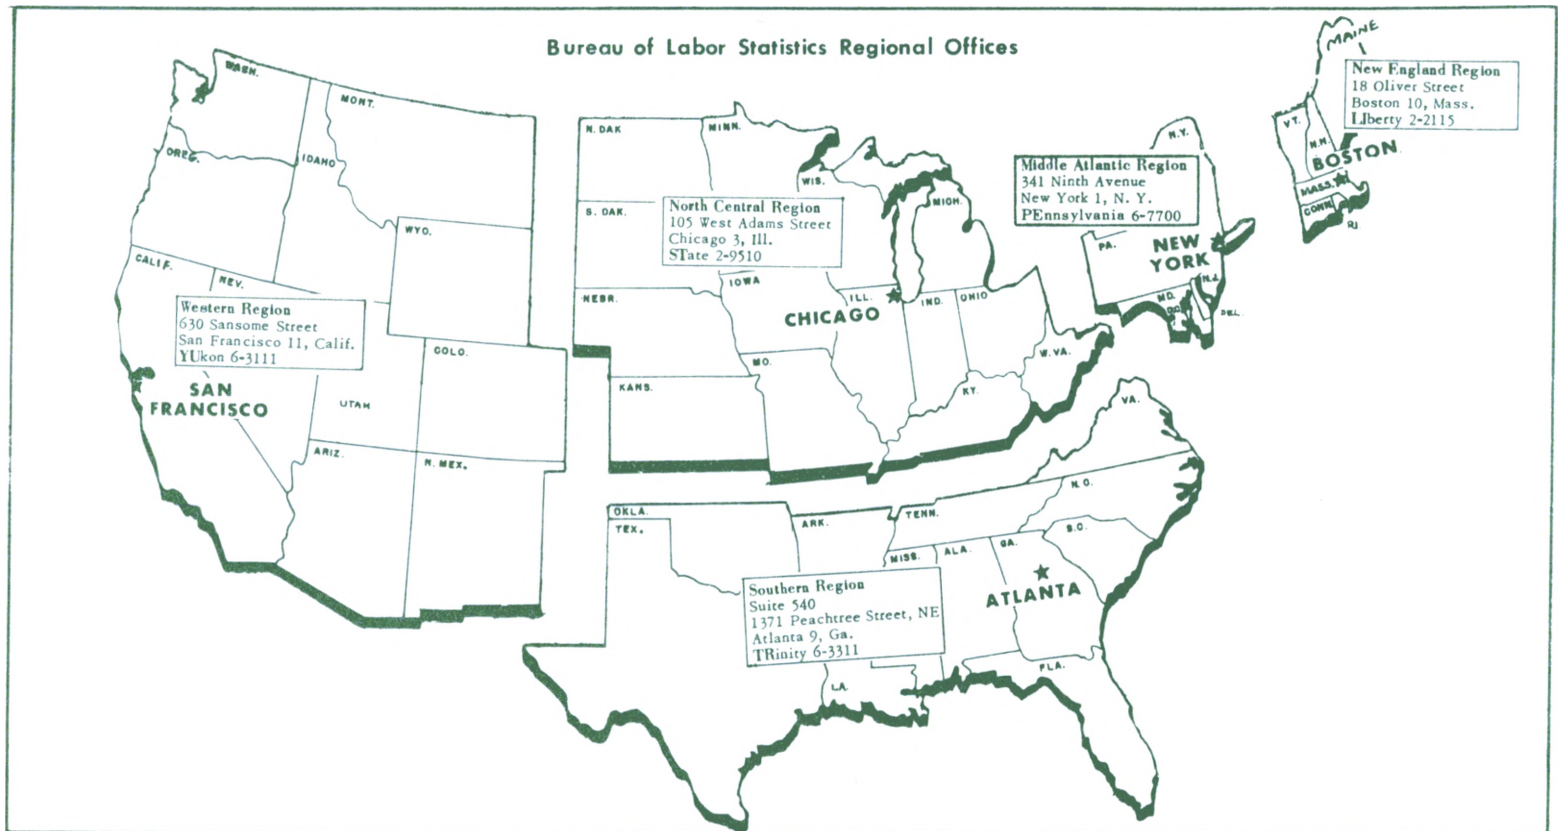 Bureau of Labor Statistics Regional Offices
MAINE
New England Region
18 Oliver Street
Boston 10, Mass.
LIberty 2-2115
WASH.
MONT.
OREG.
IDAHO
WYO.
CALIF.
NEV.
Western Region
630 Sansome Street
San Francisco 11, Calif.
YUkon 6-3111
SAN
FRANCISCO
UTAH
COLO.
ARIZ.
N. MEX.
N. DAK
MINN.
S. DAK.
WIS.
MICH.
North Central Region
105 West Adams Street
Chicago 3, Ill.
STate 2-9510
NEBR.
IOWA
ILL.
IND.
OHIO
CHICAGO
MO.
KANS.
KY.
W. VA.
N.Y.
Middle Atlantic Region
341 Ninth Avenue
New York 1, N. Y.
PEnnsylvania 6-7700
PA.
NEW
YORK
N.J.
MD.
D.C.
DEL.
VT.
N.H.
BOSTON
MASS.
CONN.
R.I.
VA.
OKLA.
TEX.
ARK.
TENN.
N.C.
S.C.
MISS.
ALA.
GA.
ATLANTA
Southern Region
Suite 540
1371 Peachtree Street, NE
Atlanta 9, Ga.
TRinity 6-3311
LA.
FLA.